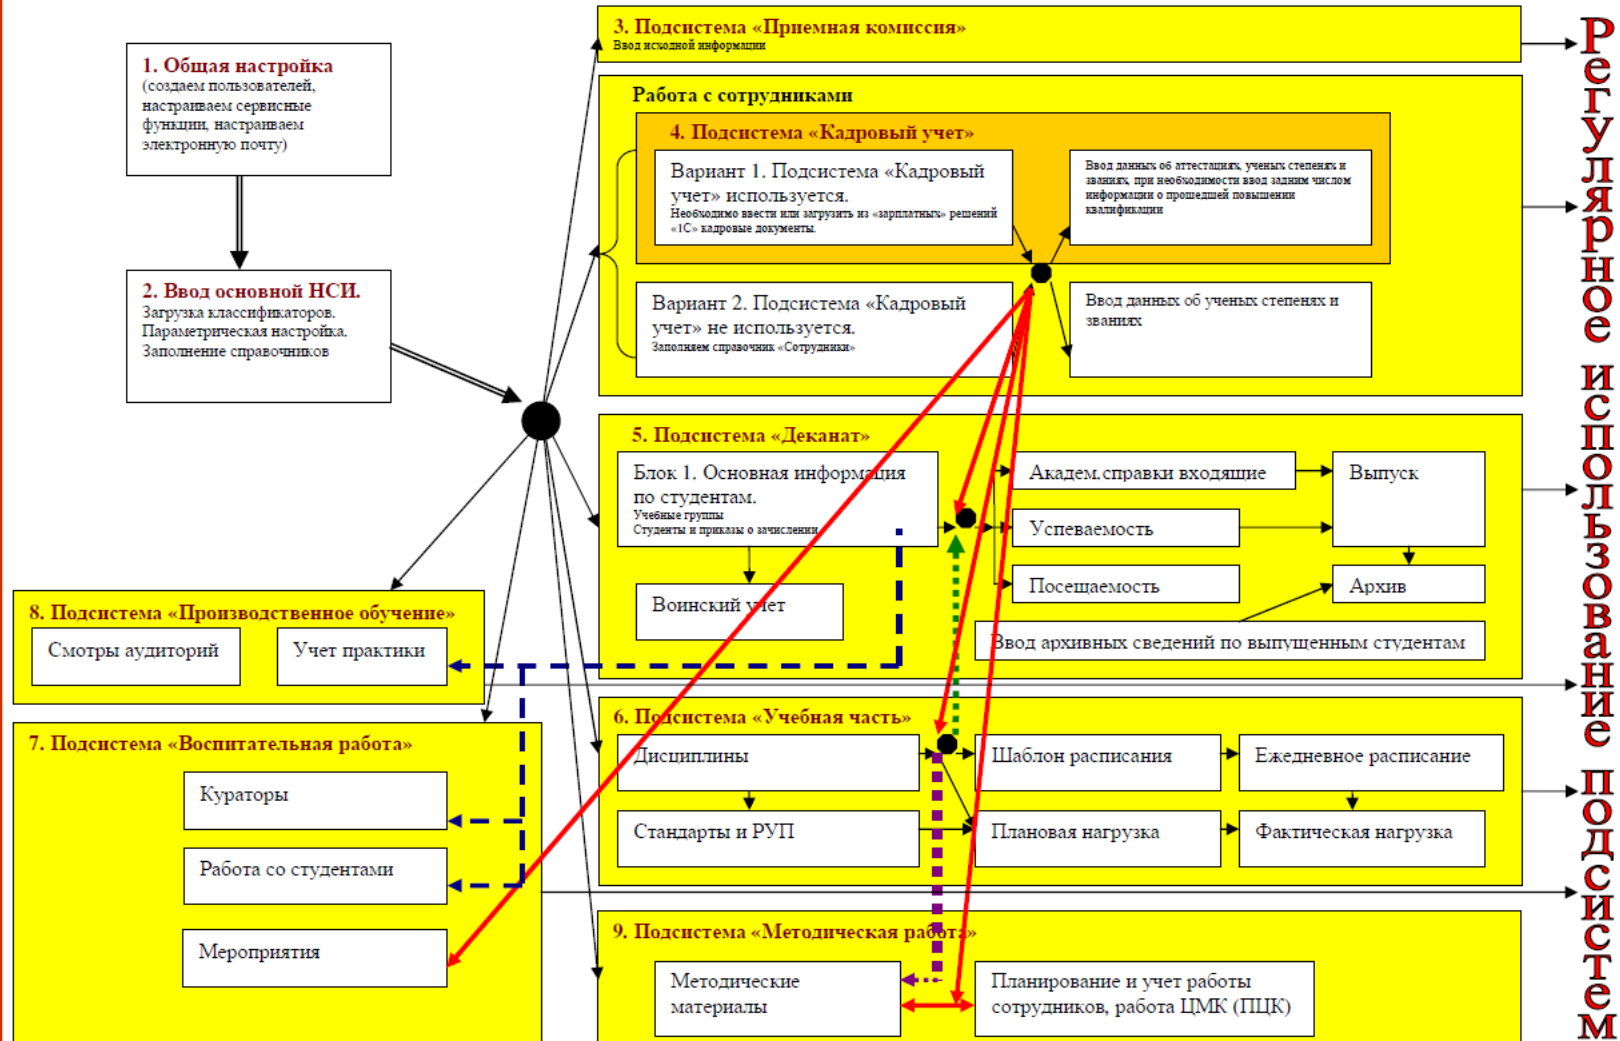 1. Общая настройка
(создаем пользователей,
настраиваем сервисные
функции, настраиваем
электронную почту)
2. Ввод основной НСИ.
Загрузка классификаторов.
Параметрическая настройка.
Заполнение справочников
3. Подсистема «Приемная комиссия»
Ввод исходной информации
Работа с сотрудниками
4. Подсистема «Кадровый учет»
Вариант 1. Подсистема «Кадровый
учет» используется.
Необходимо ввести или загрузить из «зарплатных» решений
«1С» кадровые документы.
Ввод данных об аттестациях, ученых степенях и
званиях, при необходимости ввод задним числом
информации о прошедшей повышении
квалификации
Вариант 2. Подсистема «Кадровый
учет» не используется.
Заполняем справочник «Сотрудники»
Ввод данных об ученых степенях и
званиях
5. Подсистема «Деканат»
Блок 1. Основная информация
по студентам.
Учебные группы
Студенты и приказы о зачислении
Воинский учет
Академ.справки входящие
Успеваемость
Посещаемость
Выпуск
Архив
Ввод архивных сведений по выпущенным студентам
8. Подсистема «Производственное обучение»
Смотры аудиторий
Учет практики
7. Подсистема «Воспитательная работа»
Кураторы
Работа со студентами
Мероприятия
6. Подсистема «Учебная часть»
Дисциплины
Шаблон расписания
Ежедневное расписание
Стандарты и РУП
Плановая нагрузка
Фактическая нагрузка
9. Подсистема «Методическая работа»
Методические
материалы
Планирование и учет работы
сотрудников, работа ЦМК (ПЦК)
Регулярное использование подсистем